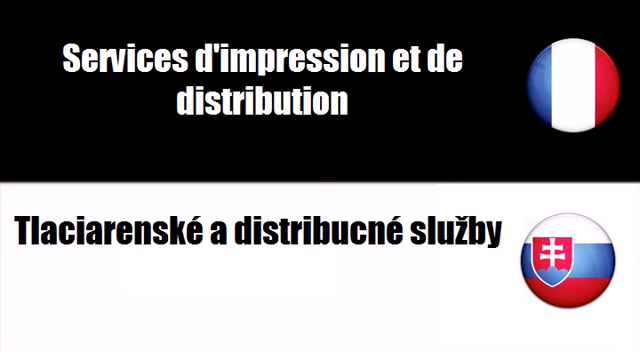 Services d'impression et de
distribution
Tlaciarenské a distribucné služby